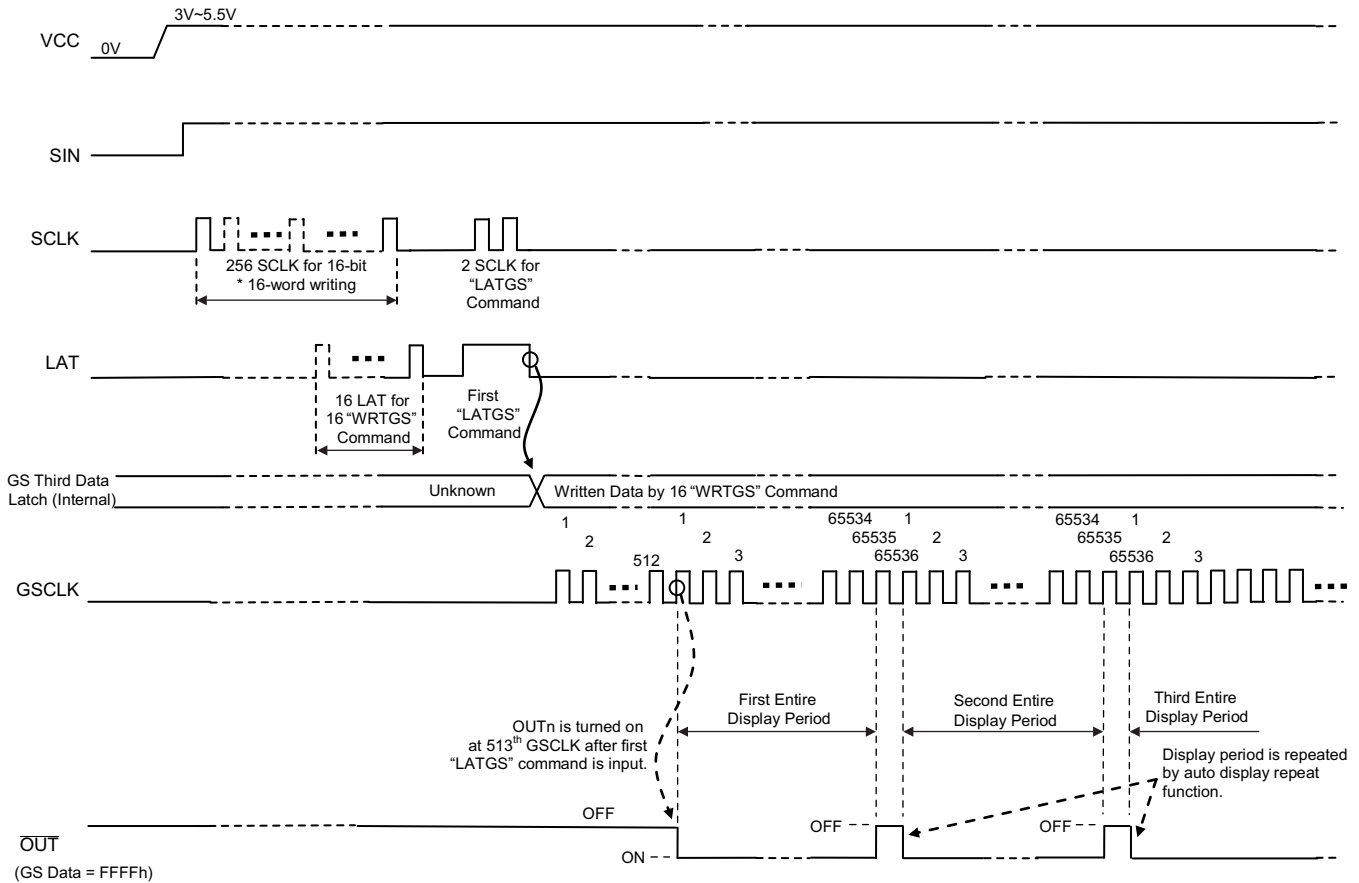 3V~5.5V
VCC
0V
SIN
SCLK
256 SCLK for 16-bit
* 16-word writing
2 SCLK for
“LATGS”
Command
LAT
16 LAT for
16 “WRTGS”
Command
First
“LATGS”
Command
GS Third Data
Latch (Internal)
Unknown
Written Data by 16 “WRTGS” Command
1
2
512
1
2
3
65534
65535
65536
1
2
3
65534
65535
65536
1
2
3
GSCLK
First Entire
Display Period
Second Entire
Display Period
Third Entire
Display Period
OUTn is turned on
at 513th GSCLK after first
“LATGS” command is input.
Display period is repeated
by auto display repeat
function.
OFF
OFF
OFF
ON
OUT
(GS Data = FFFFh)